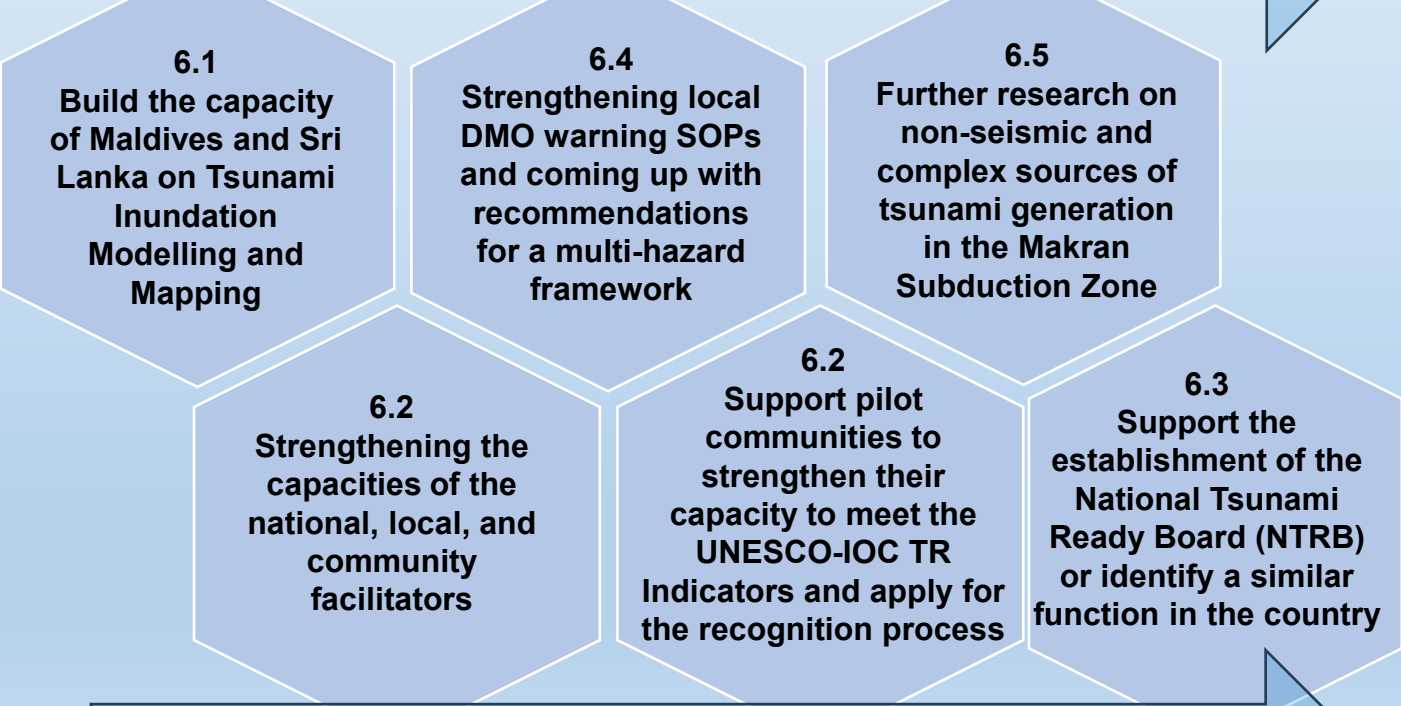 6.1
Build the capacity
of Maldives and Sri
Lanka on Tsunami
Inundation
Modelling and
Mapping
6.4
Strengthening local
DMO warning SOPs
and coming up with
recommendations
for a multi-hazard
framework
6.5
Further research on
non-seismic and
complex sources of
tsunami generation
in the Makran
Subduction Zone
6.2
Strengthening the
capacities of the
national, local, and
community
facilitators
6.2
Support pilot
communities to
strengthen their
capacity to meet the
UNESCO-IOC TR
Indicators and apply for
the recognition process
6.3
Support the
establishment of the
National Tsunami
Ready Board (NTRB)
or identify a similar
function in the country